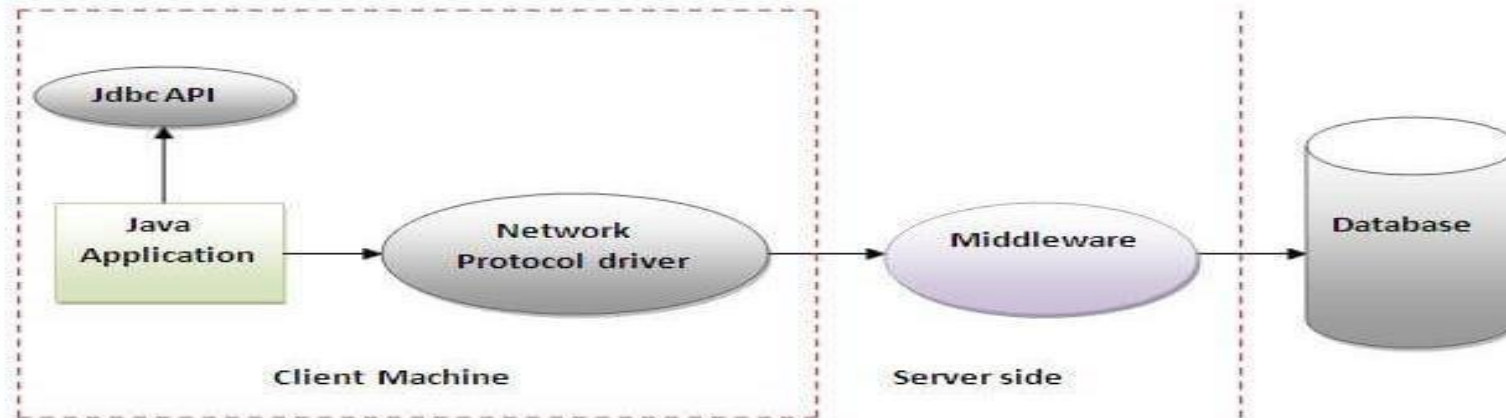 Jdbc API
Java
Application
Network
Protocol driver
Middleware
Database
Client Machine
Server side